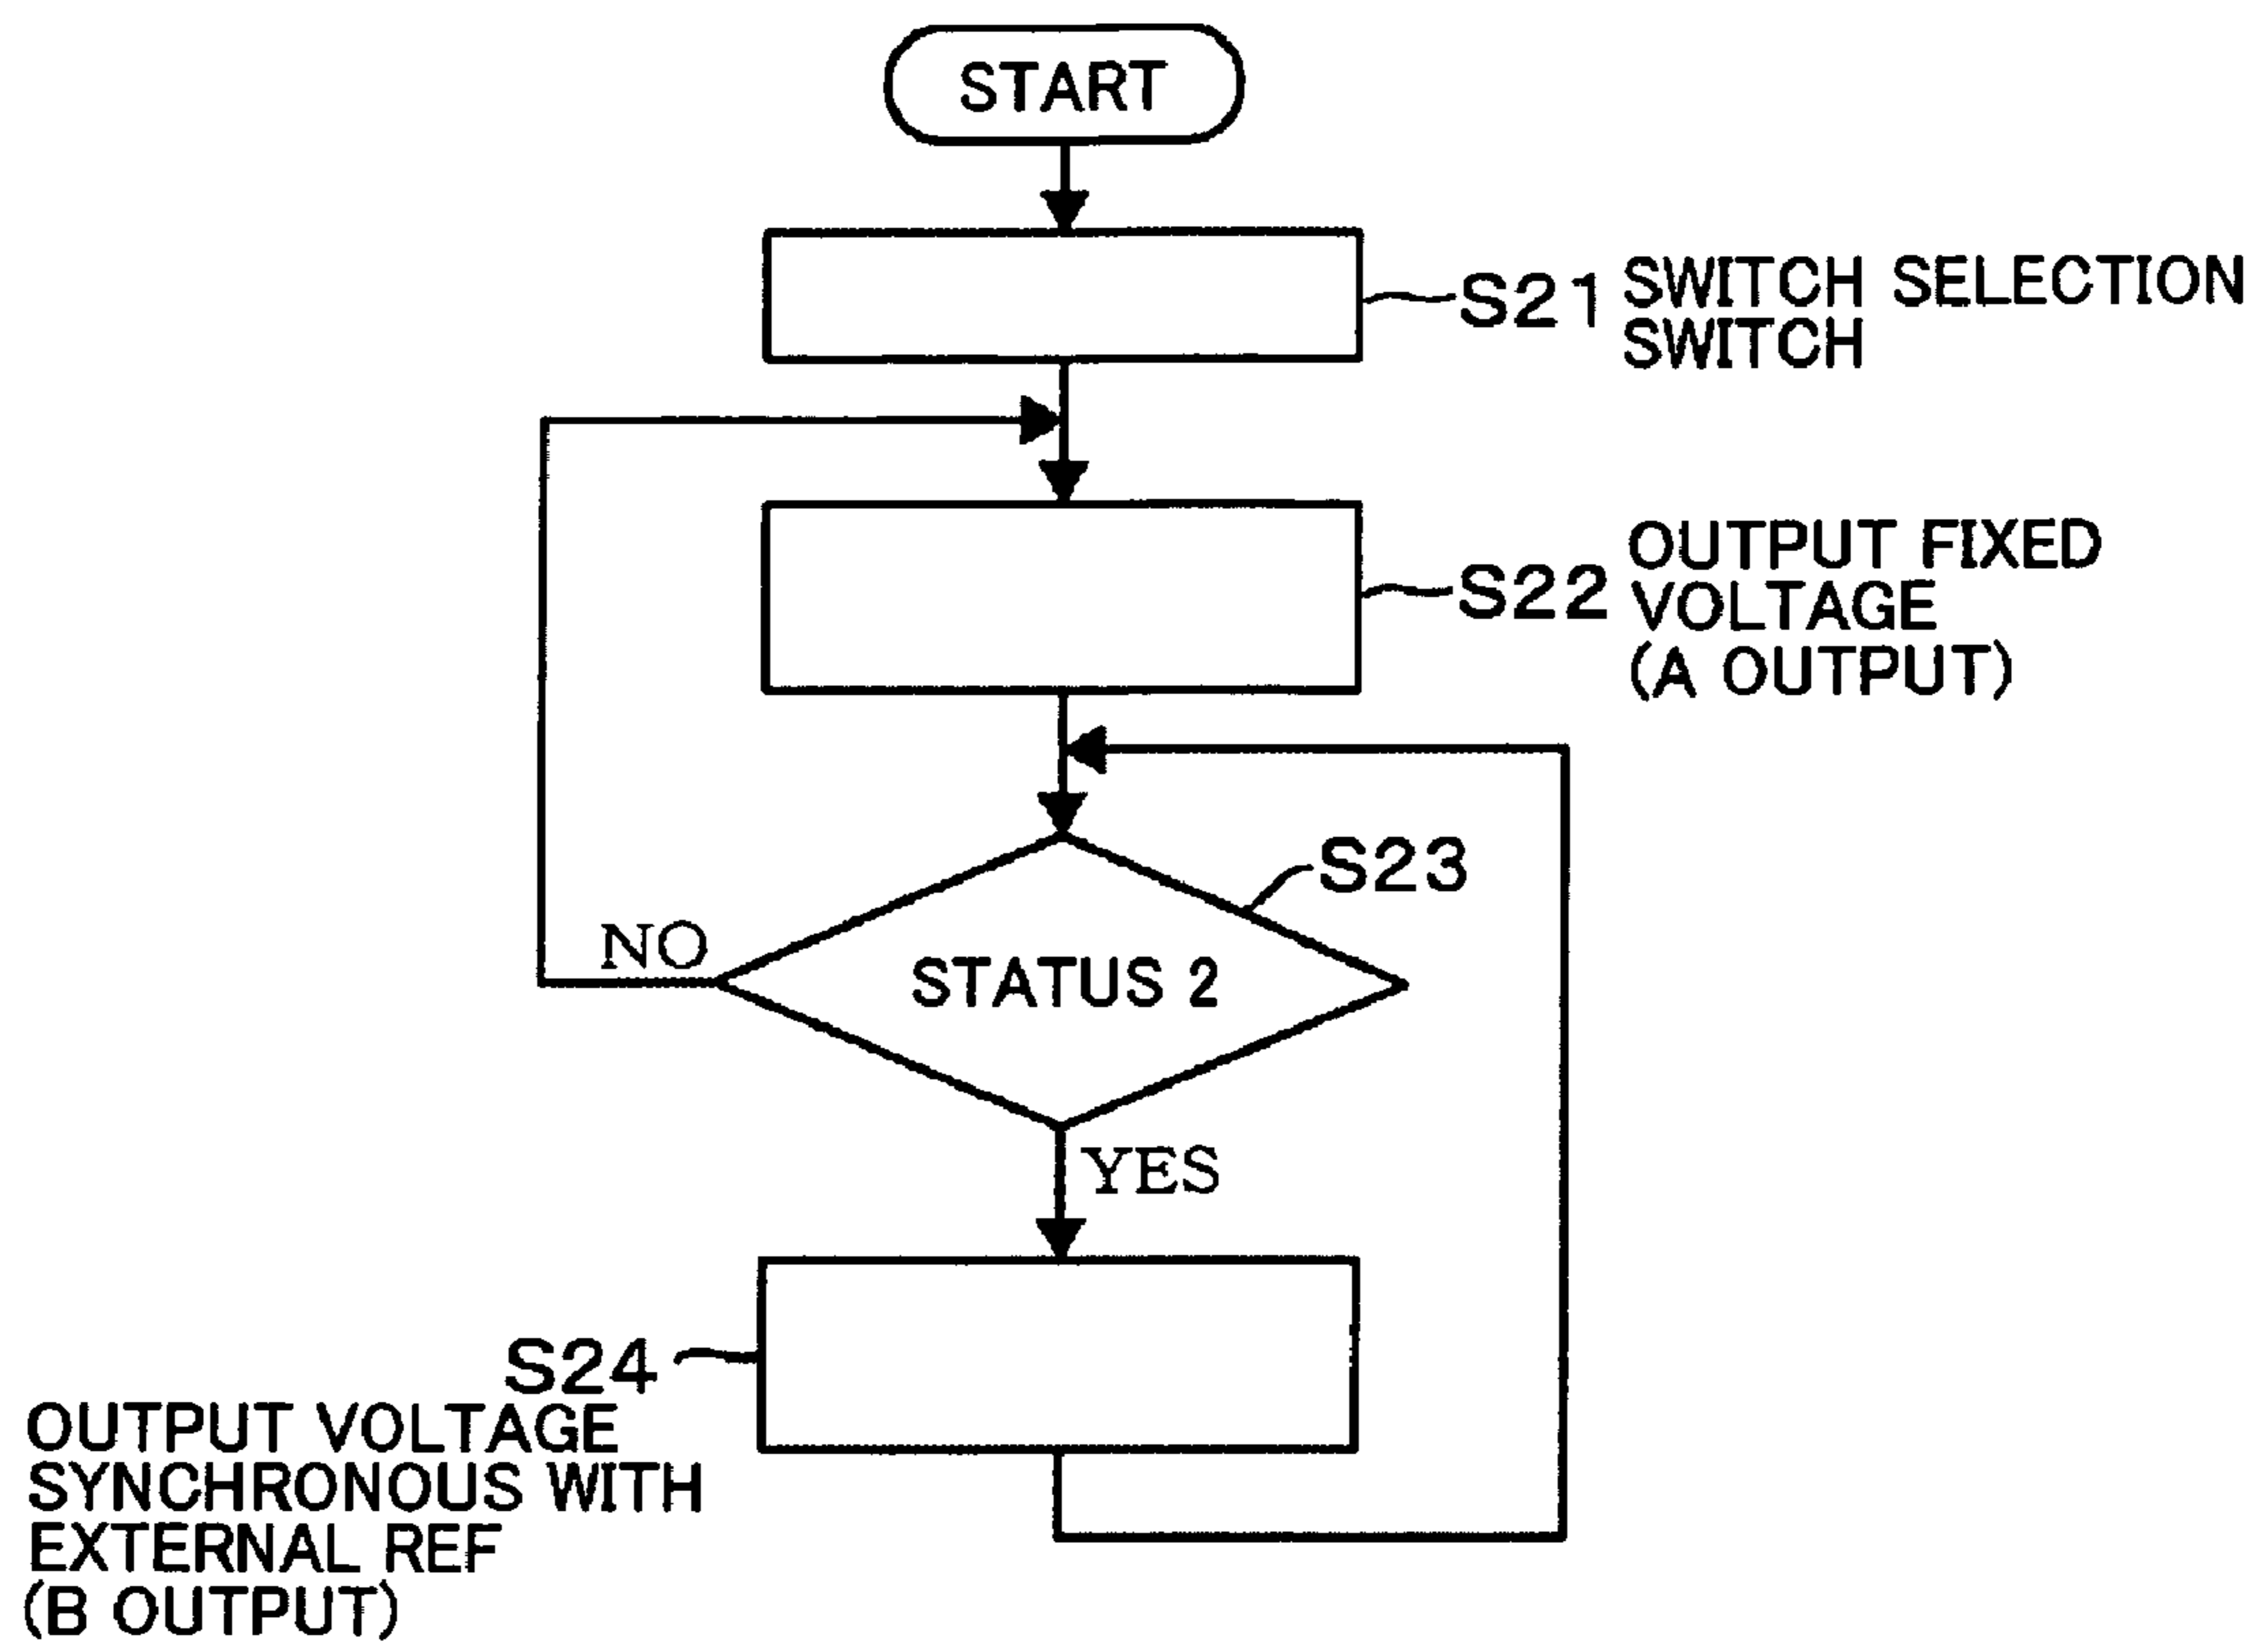 START
S21 SWITCH SELECTION
SWITCH
S22 OUTPUT FIXED
VOLTAGE
(A OUTPUT)
S23
NO
STATUS 2
YES
S24
OUTPUT VOLTAGE
SYNCHRONOUS WITH
EXTERNAL REF
(B OUTPUT)